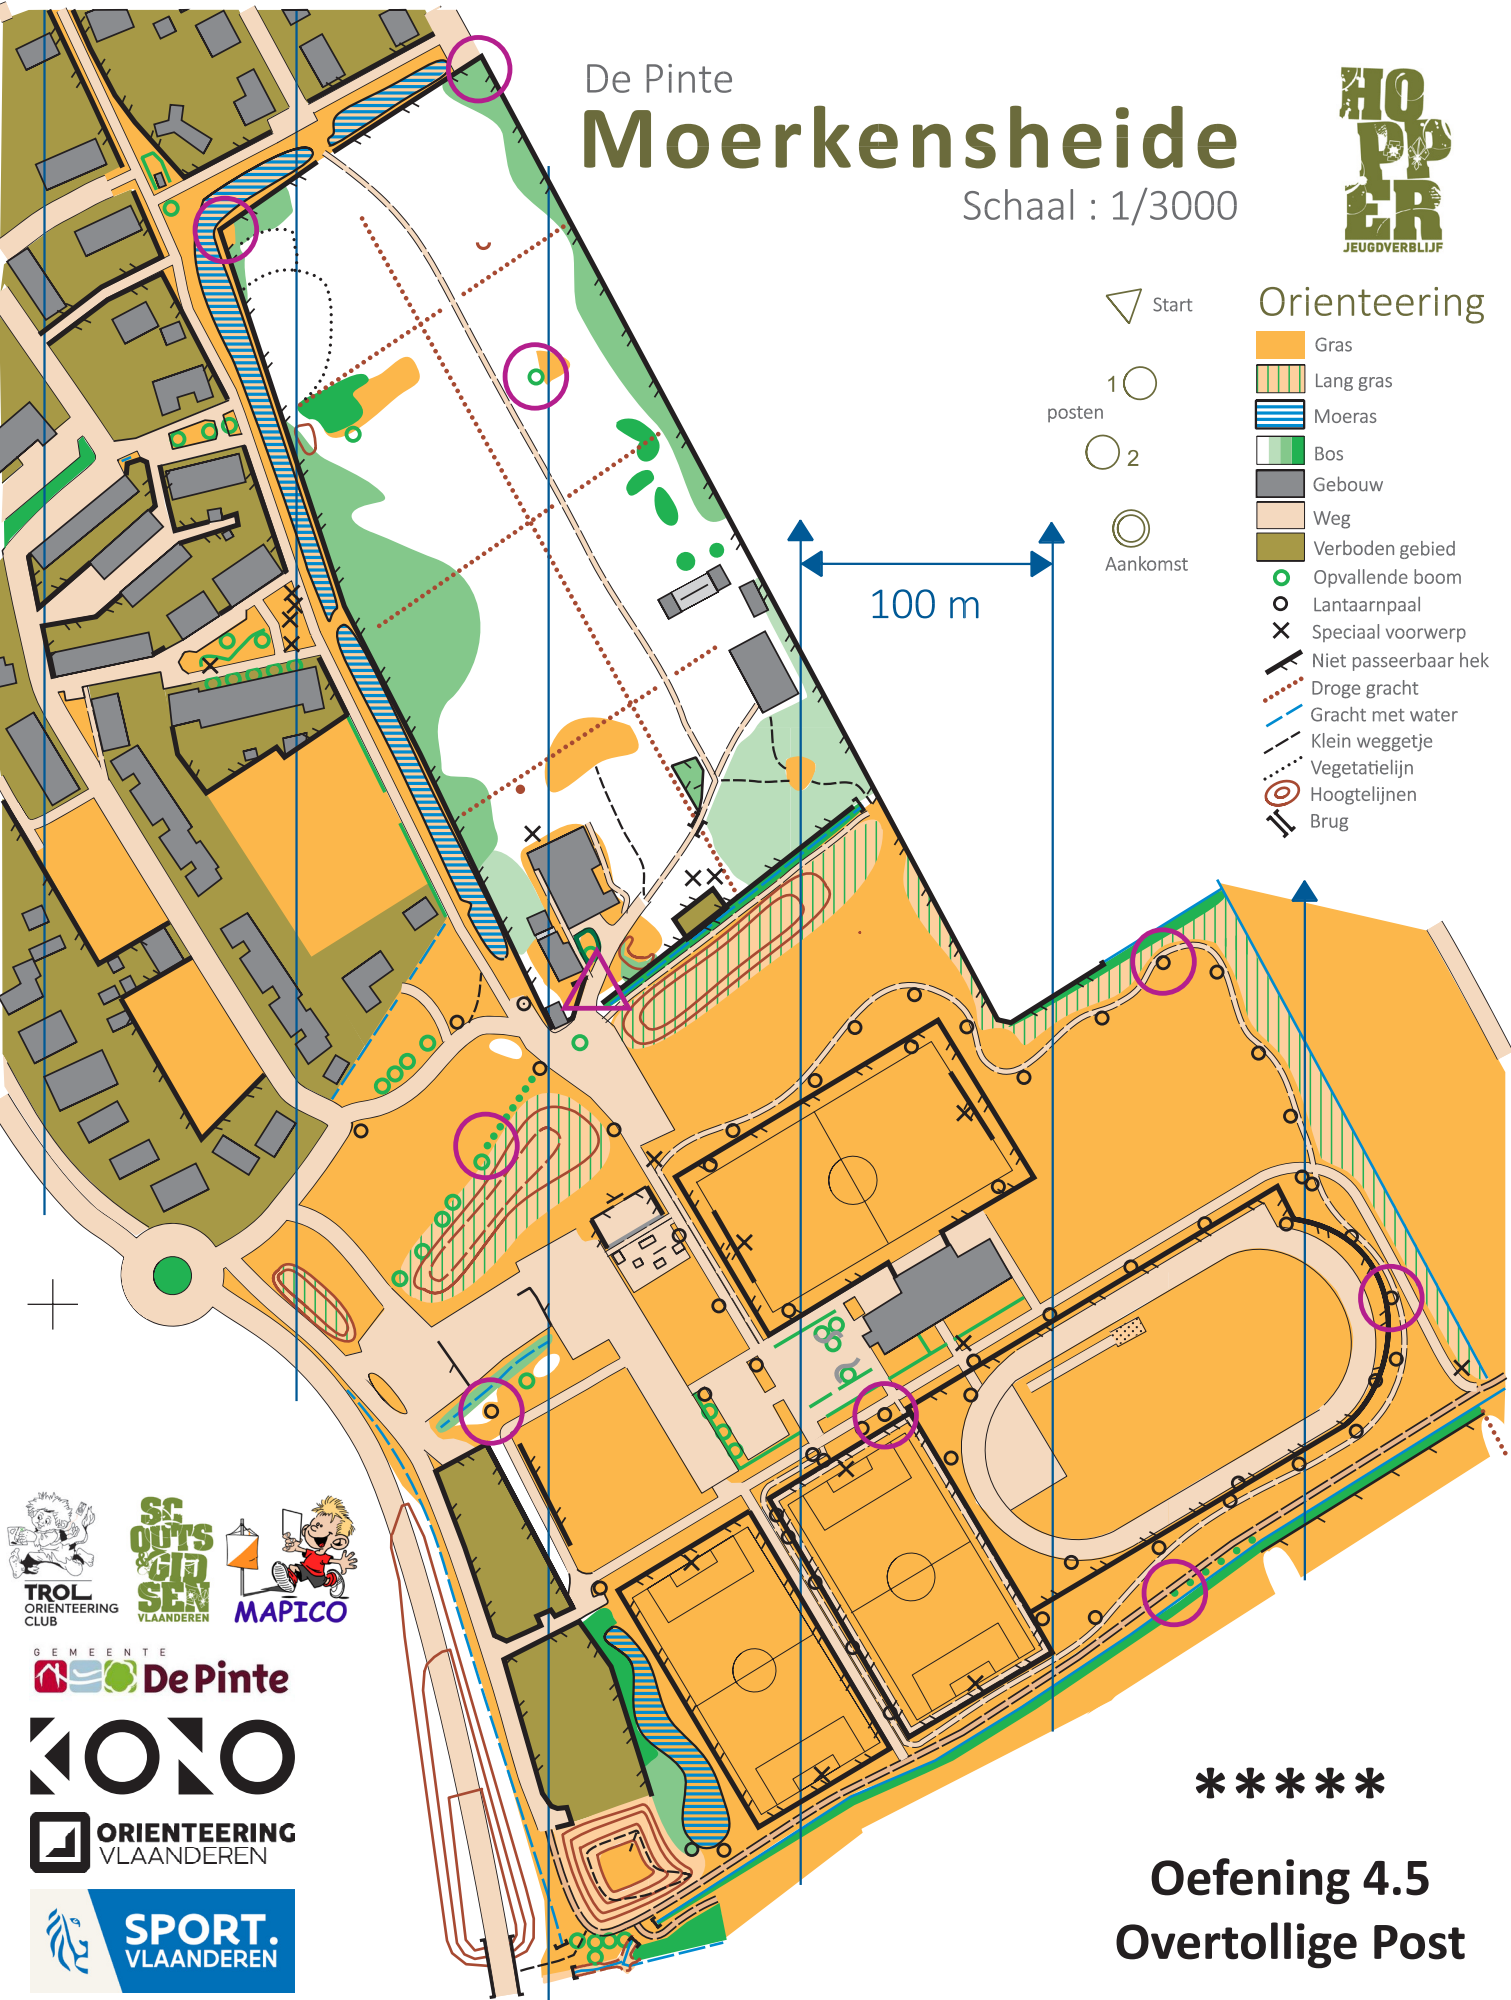 De Pinte
Moerkensheide
Schaal : 1/3000
HOPPER
JEUGDVERBLIJF
Start
1
posten
2
Aankomst
Orienteering
Gras
Lang gras
Moeras
Bos
Gebouw
Weg
Verboden gebied
Opvallende boom
Lantaarnpaal
Speciaal voorwerp
Niet passeerbaar hek
Droge gracht
Gracht met water
Klein weggetje
Vegetatielijn
Hoogtelijnen
Brug
100 m
TROL
ORIENTEERING
CLUB
SCOUTS
& GIDSEN
VLAANDEREN
MAPICO
GEMEENTE
De Pinte
KONO
ORIENTEERING
VLAANDEREN
SPORT.
VLAANDEREN
*****
Oefening 4.5
Overtollige Post